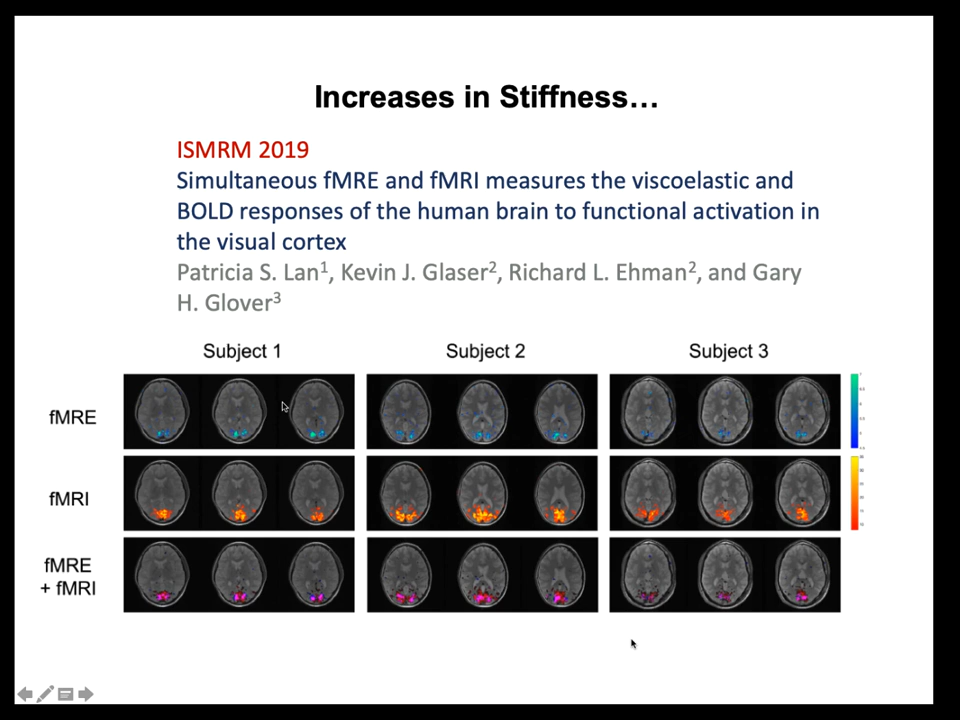 Increases in Stiffness…
ISMRM 2019
Simultaneous fMRE and fMRI measures the viscoelastic and
BOLD responses of the human brain to functional activation in
the visual cortex
Patricia S. Lan1, Kevin J. Glaser2, Richard L. Ehman2, and Gary
H. Glover3
Subject 1
Subject 2
Subject 3
fMRE
fMRI
fMRE
+ fMRI